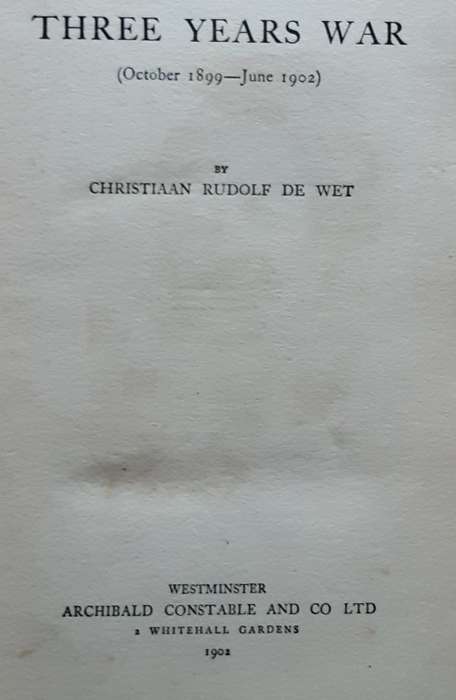 THREE YEARS WAR
(October 1899—June 1902)
BY
CHRISTIAAN RUDOLF DE WET
WESTMINSTER
ARCHIBALD CONSTABLE AND CO LTD
2 WHITEHALL GARDENS
1902